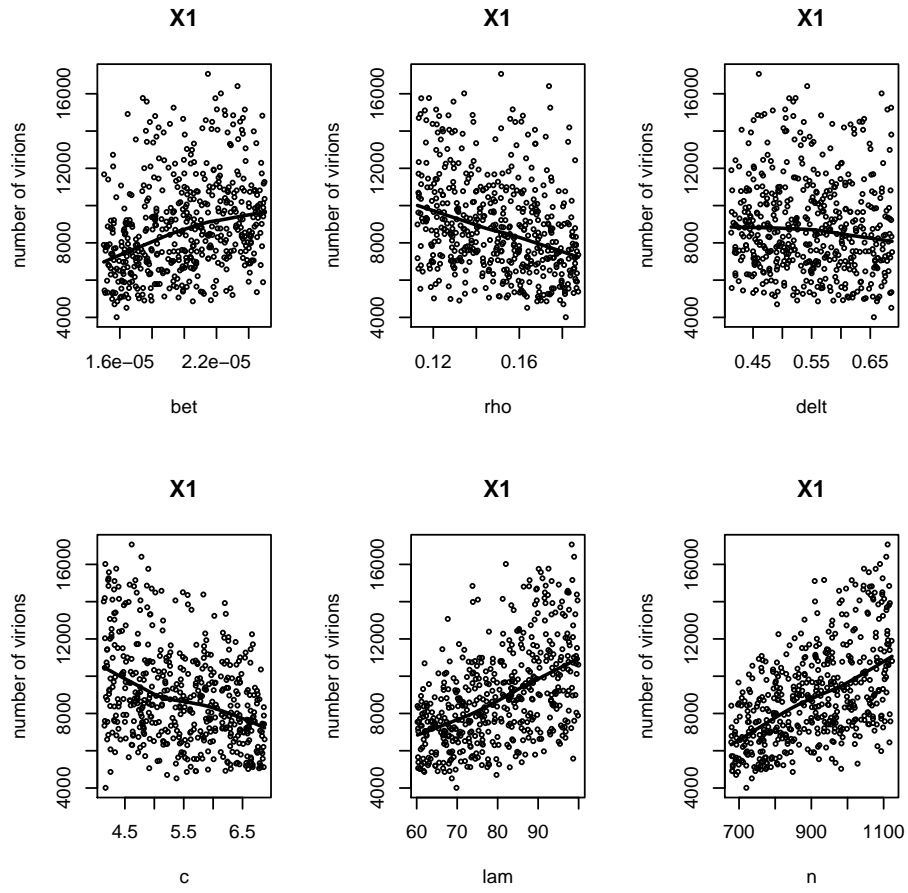 X1
number of virions
4000
8000
12000
16000
1.6e−05
2.2e−05
bet
X1
number of virions
4000
8000
12000
16000
0.12
0.16
rho
X1
number of virions
4000
8000
12000
16000
0.45
0.55
0.65
delt
X1
number of virions
4000
8000
12000
16000
4.5
5.5
6.5
c
X1
number of virions
4000
8000
12000
16000
60
70
80
90
lam
X1
number of virions
4000
8000
12000
16000
700
900
1100
n